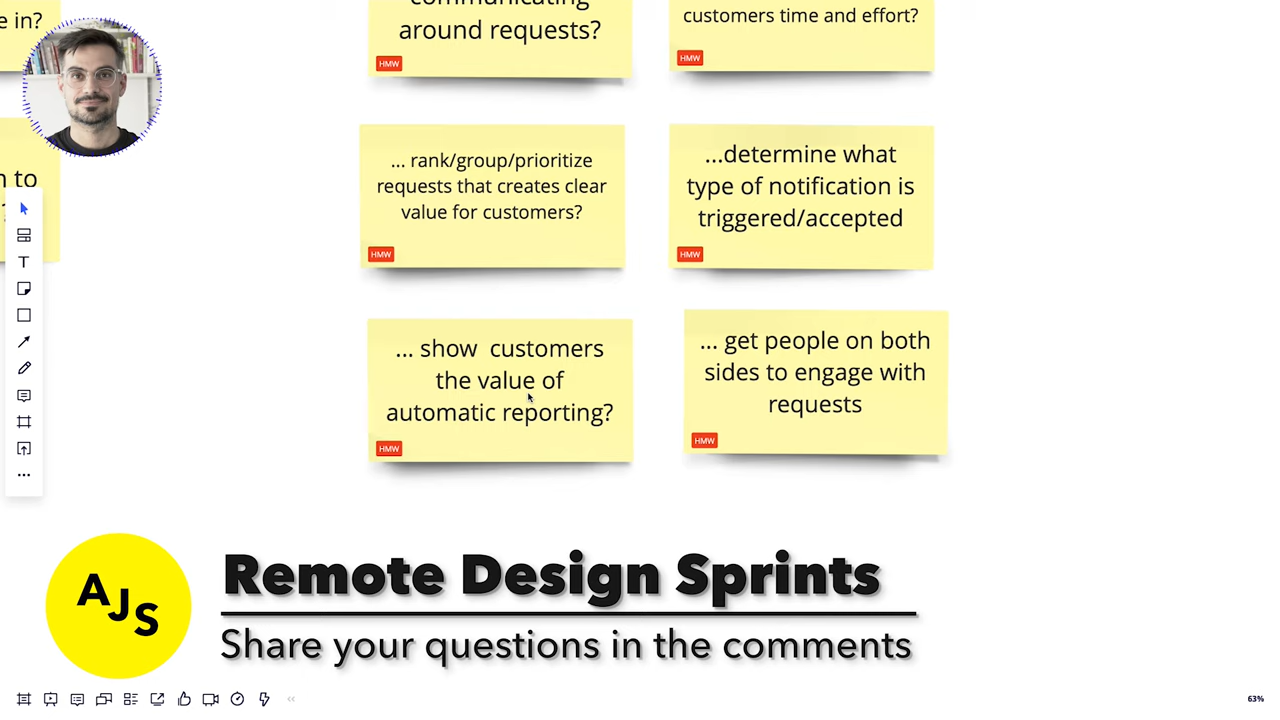 e in?
communicating
around requests?
HMW
customers time and effort?
HMW
n to
... rank/group/prioritize
requests that creates clear
value for customers?
HMW
...determine what
type of notification is
triggered/accepted
HMW
... show customers
the value of
automatic reporting?
HMW
... get people on both
sides to engage with
requests
HMW
T
AJS
Remote Design Sprints
Share your questions in the comments
63%